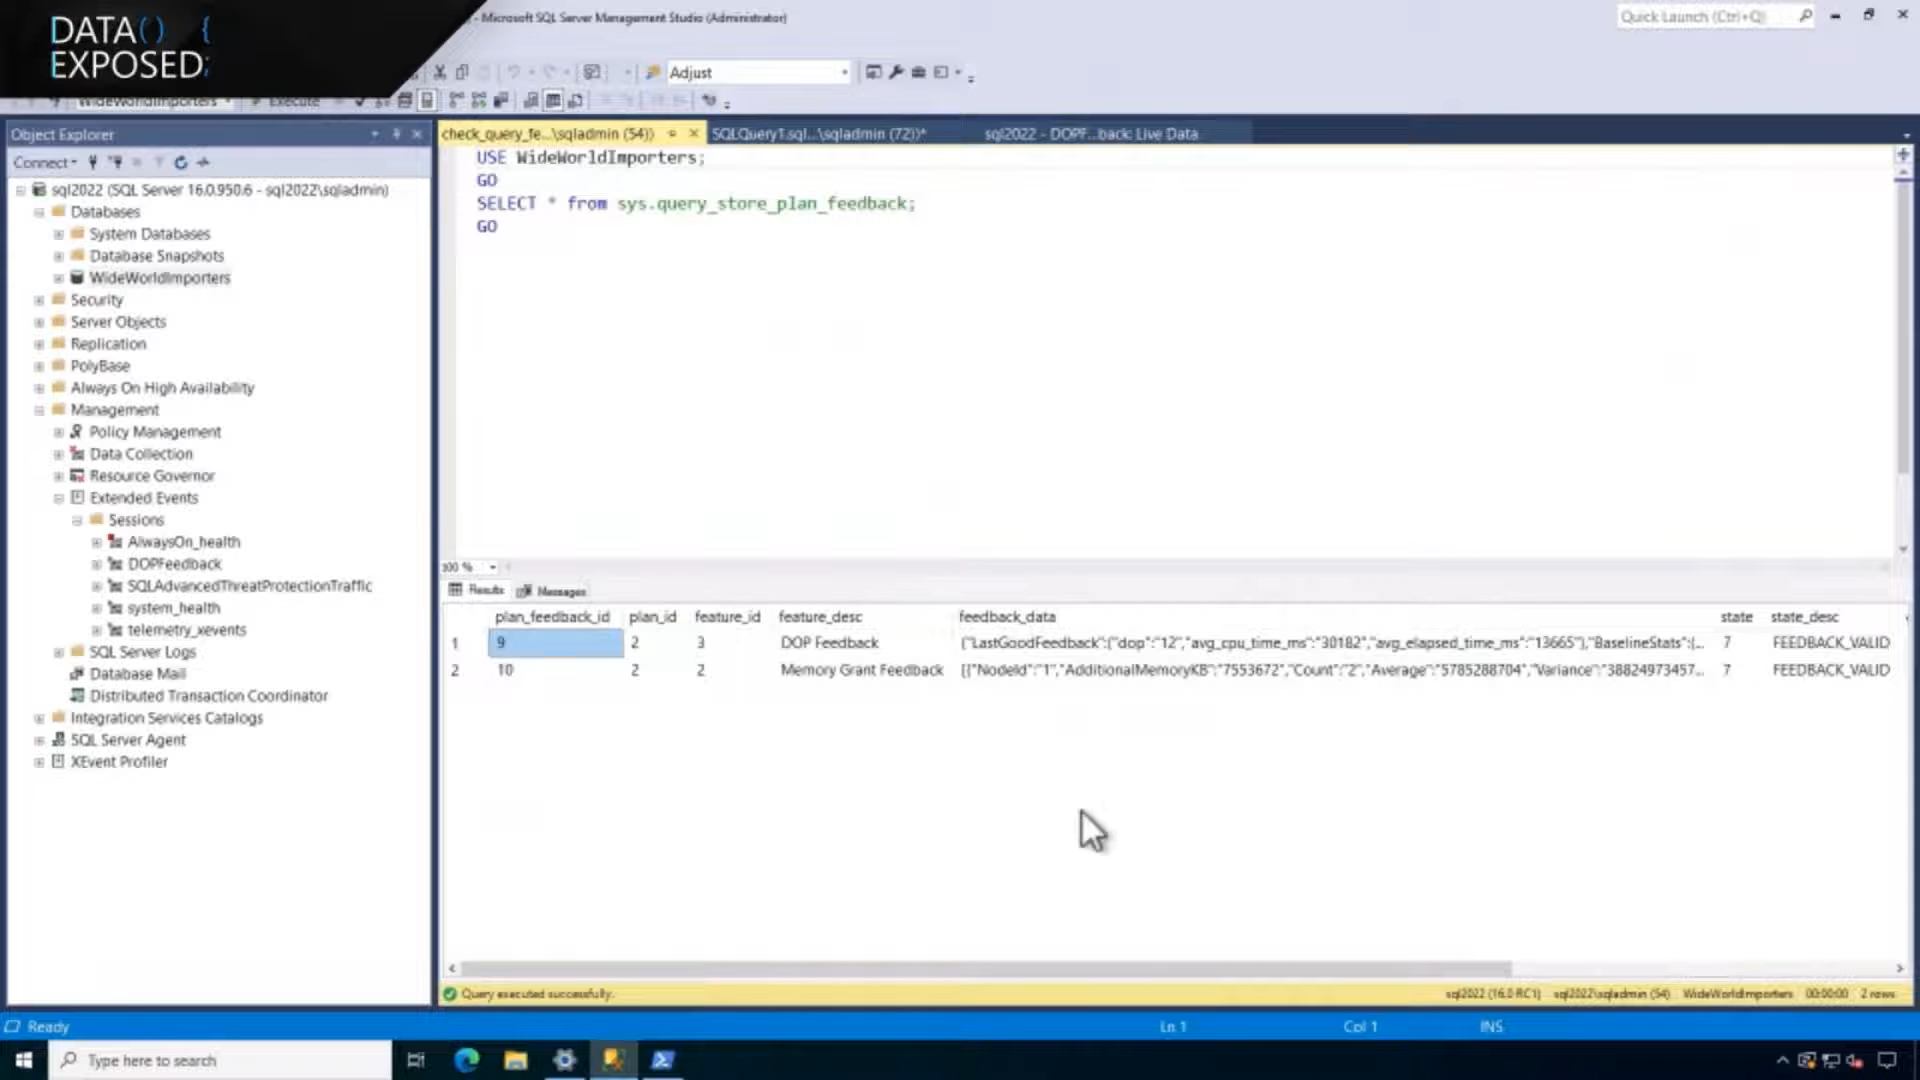 DATA() {
EXPOSED;
- Microsoft SQL Server Management Studio (Administrator)
Quick Launch (Ctrl+Q)
Adjust
WideWorldImporters
Execute
Object Explorer
Connect
sql2022 (SQL Server 16.0.950.6 - sql2022\sqladmin)
Databases
System Databases
Database Snapshots
WideWorldImporters
Security
Server Objects
Replication
PolyBase
Always On High Availability
Management
Policy Management
Data Collection
Resource Governor
Extended Events
Sessions
AlwaysOn_health
DOPFeedback
SQLAdvancedThreatProtectionTraffic
system_health
telemetry_xevents
SQL Server Logs
Database Mail
Distributed Transaction Coordinator
Integration Services Catalogs
SQL Server Agent
XEvent Profiler
check_query_fe...\sqladmin (54))
SQLQuery1.sql...\sqladmin (72))*
sql2022 - DOPF...back: Live Data
USE WideWorldImporters;
GO
SELECT * from sys.query_store_plan_feedback;
GO
100 %
Results
Messages
plan_feedback_id plan_id feature_id feature_desc feedback_data state state_desc
1 9 2 3 DOP Feedback {"LastGoodFeedback":{"dop":"12","avg_cpu_time_ms":"30182","avg_elapsed_time_ms":"13665"},"BaselineStats":{... 7 FEEDBACK_VALID
2 10 2 2 Memory Grant Feedback [{"NodeId":"1","AdditionalMemoryKB":"7553672","Count":"2","Average":"5785288704","Variance":"38824973457... 7 FEEDBACK_VALID
Query executed successfully.
sql2022 (16.0 RC1)
sql2022\sqladmin (54)
WideWorldImporters
00:00:00
2 rows
Ready
Ln 1
Col 1
INS
Type here to search